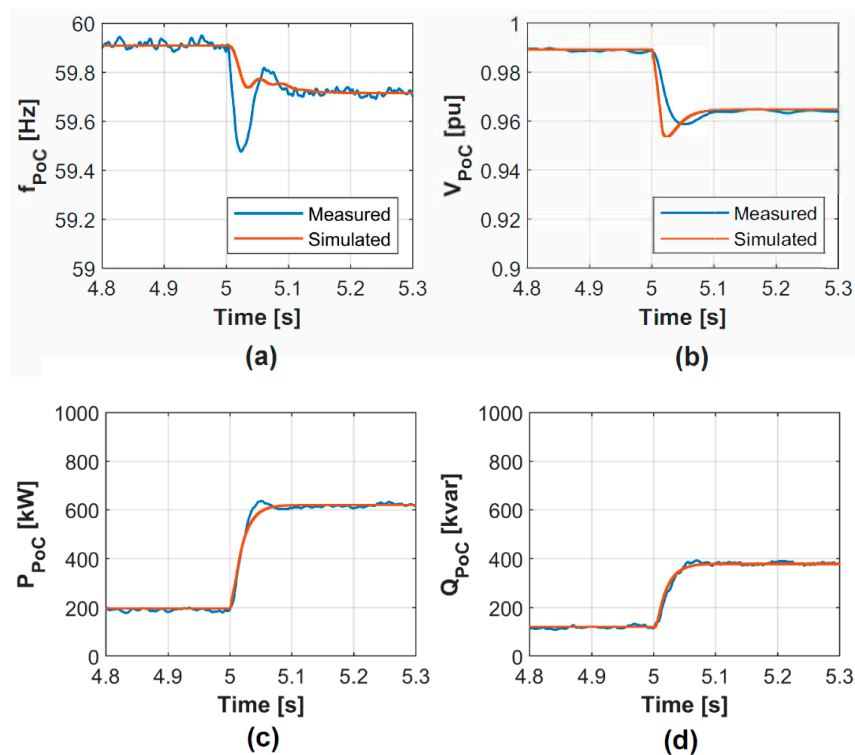 60
59.8
59.6
59.4
59.2
59
f_PoC [Hz]
Measured
Simulated
4.8 4.9 5 5.1 5.2 5.3
Time [s]
(a)
1
0.98
0.96
0.94
0.92
0.9
V_PoC [pu]
Measured
Simulated
4.8 4.9 5 5.1 5.2 5.3
Time [s]
(b)
1000
800
600
400
200
0
P_PoC [kW]
4.8 4.9 5 5.1 5.2 5.3
Time [s]
(c)
1000
800
600
400
200
0
Q_PoC [kvar]
4.8 4.9 5 5.1 5.2 5.3
Time [s]
(d)